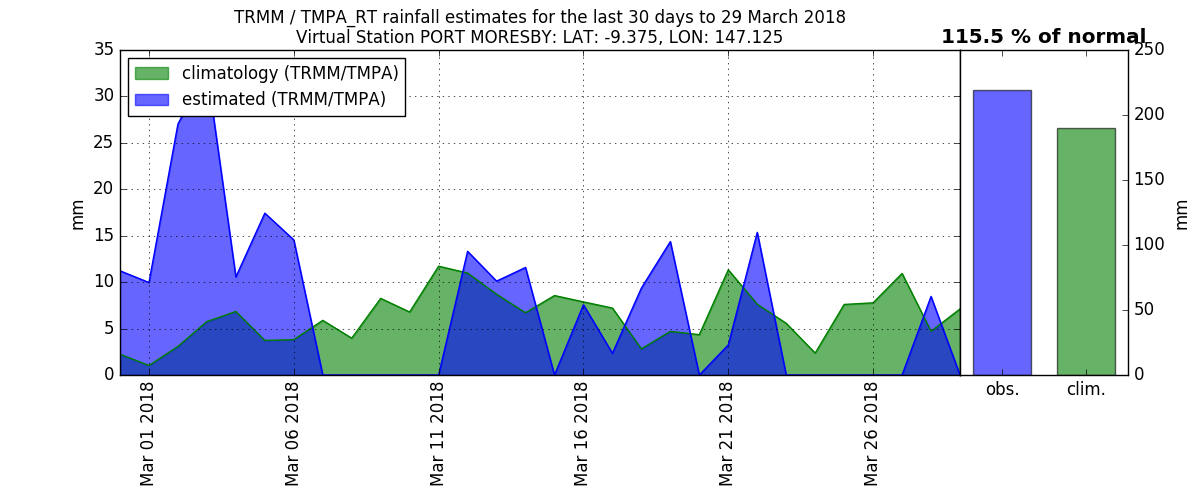 TRMM / TMPA_RT rainfall estimates for the last 30 days to 29 March 2018
Virtual Station PORT MORESBY: LAT: -9.375, LON: 147.125
115.5 % of normal
climatology (TRMM/TMPA)
estimated (TRMM/TMPA)
35
30
25
20
15
10
5
0
mm
Mar 01 2018
Mar 06 2018
Mar 11 2018
Mar 16 2018
Mar 21 2018
Mar 26 2018
250
200
150
100
50
0
mm
obs.
clim.